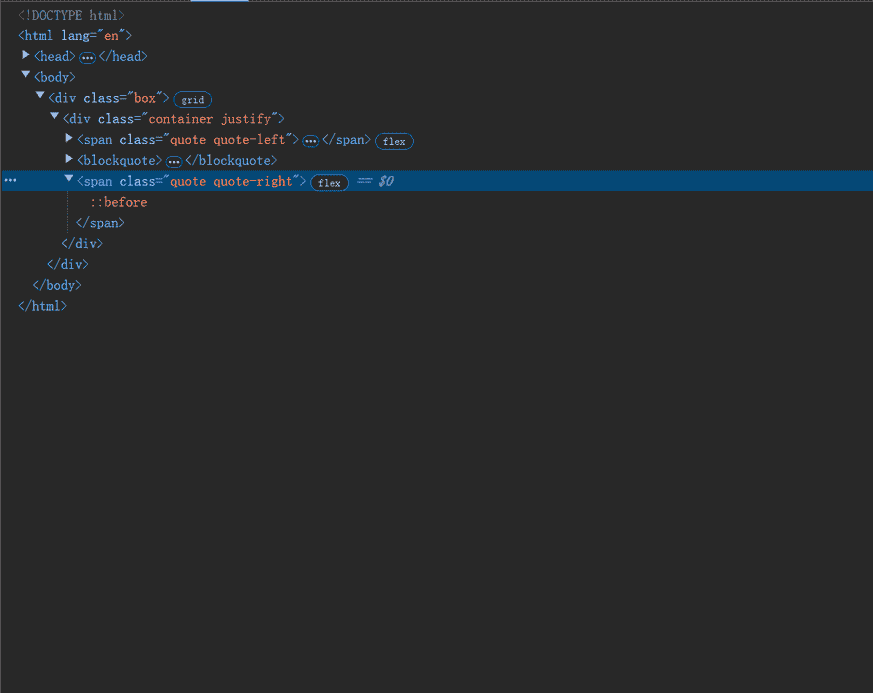 <!DOCTYPE html>
<html lang="en">
<head> ••• </head>
<body>
<div class="box"> grid
<div class="container justify">
<span class="quote quote-left"> ••• </span> flex
<blockquote> ••• </blockquote>
••• <span class="quote quote-right"> flex == $0
::before
</span>
</div>
</div>
</body>
</html>